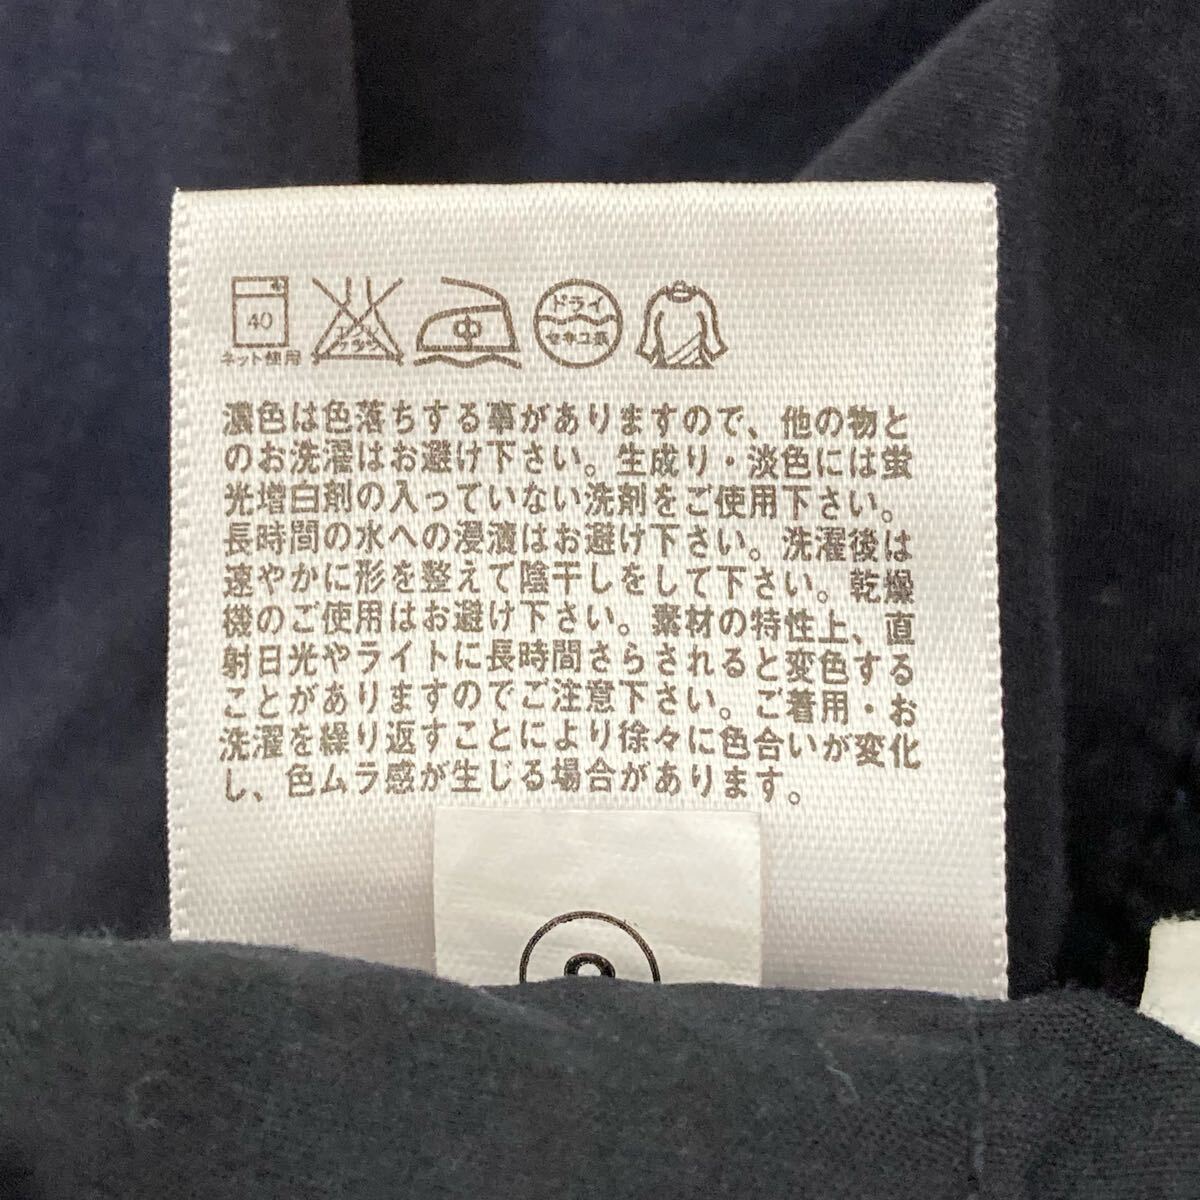 40
ネット使用
エンソ
サラシ
中
ドライ
セキユ系
濃色は色落ちする事がありますので、他の物と
のお洗濯はお避け下さい。生成り・淡色には蛍
光増白剤の入っていない洗剤をご使用下さい。
長時間の水への浸漬はお避け下さい。洗濯後は
速やかに形を整えて陰干しをして下さい。乾燥
機のご使用はお避け下さい。素材の特性上、直
射日光やライトに長時間さらされると変色する
ことがありますのでご注意下さい。ご着用・お
洗濯を繰り返すことにより徐々に色合いが変化
し、色ムラ感が生じる場合があります。